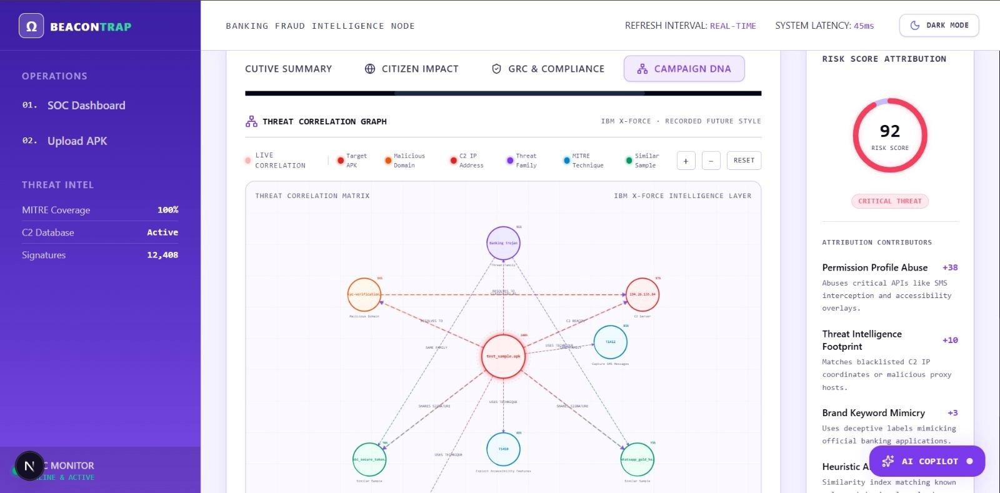 Ω BEACONTRAP
OPERATIONS
01. SOC Dashboard
02. Upload APK
THREAT INTEL
MITRE Coverage 100%
C2 Database Active
Signatures 12,408
N C MONITOR
LINE & ACTIVE
BANKING FRAUD INTELLIGENCE NODE
REFRESH INTERVAL: REAL-TIME
SYSTEM LATENCY: 45ms
DARK MODE
CUTIVE SUMMARY
CITIZEN IMPACT
GRC & COMPLIANCE
CAMPAIGN DNA
THREAT CORRELATION GRAPH
IBM X-FORCE · RECORDED FUTURE STYLE
LIVE
CORRELATION
Target
APK
Malicious
Domain
C2 IP
Address
Threat
Family
MITRE
Technique
Similar
Sample
+
−
RESET
THREAT CORRELATION MATRIX
IBM X-FORCE INTELLIGENCE LAYER
Banking Trojan
Threat Family
kyc-verification.
Malicious Domain
RESOLVES TO
194.26.135.84
C2 Server
RESOLVES TO
C2 BEACON
T1412
Capture SMS Messages
SAME FAMILY
USES TECHNIQUE
100%
test_sample.apk
USES TECHNIQUE
SHARES SIGNATURE
SHARES SIGNATURE
T1410
Exploit Accessibility Features
sbi_secure_token.
Similar Sample
whatsapp_gold_he.
Similar Sample
USES TECHNIQUE
RISK SCORE ATTRIBUTION
92
RISK SCORE
CRITICAL THREAT
ATTRIBUTION CONTRIBUTORS
Permission Profile Abuse +38
Abuses critical APIs like SMS
interception and accessibility
overlays.
Threat Intelligence
Footprint +10
Matches blacklisted C2 IP
coordinates or malicious proxy
hosts.
Brand Keyword Mimicry +3
Uses deceptive labels mimicking
official banking applications.
Heuristic A
Similarity index matching known
AI COPILOT